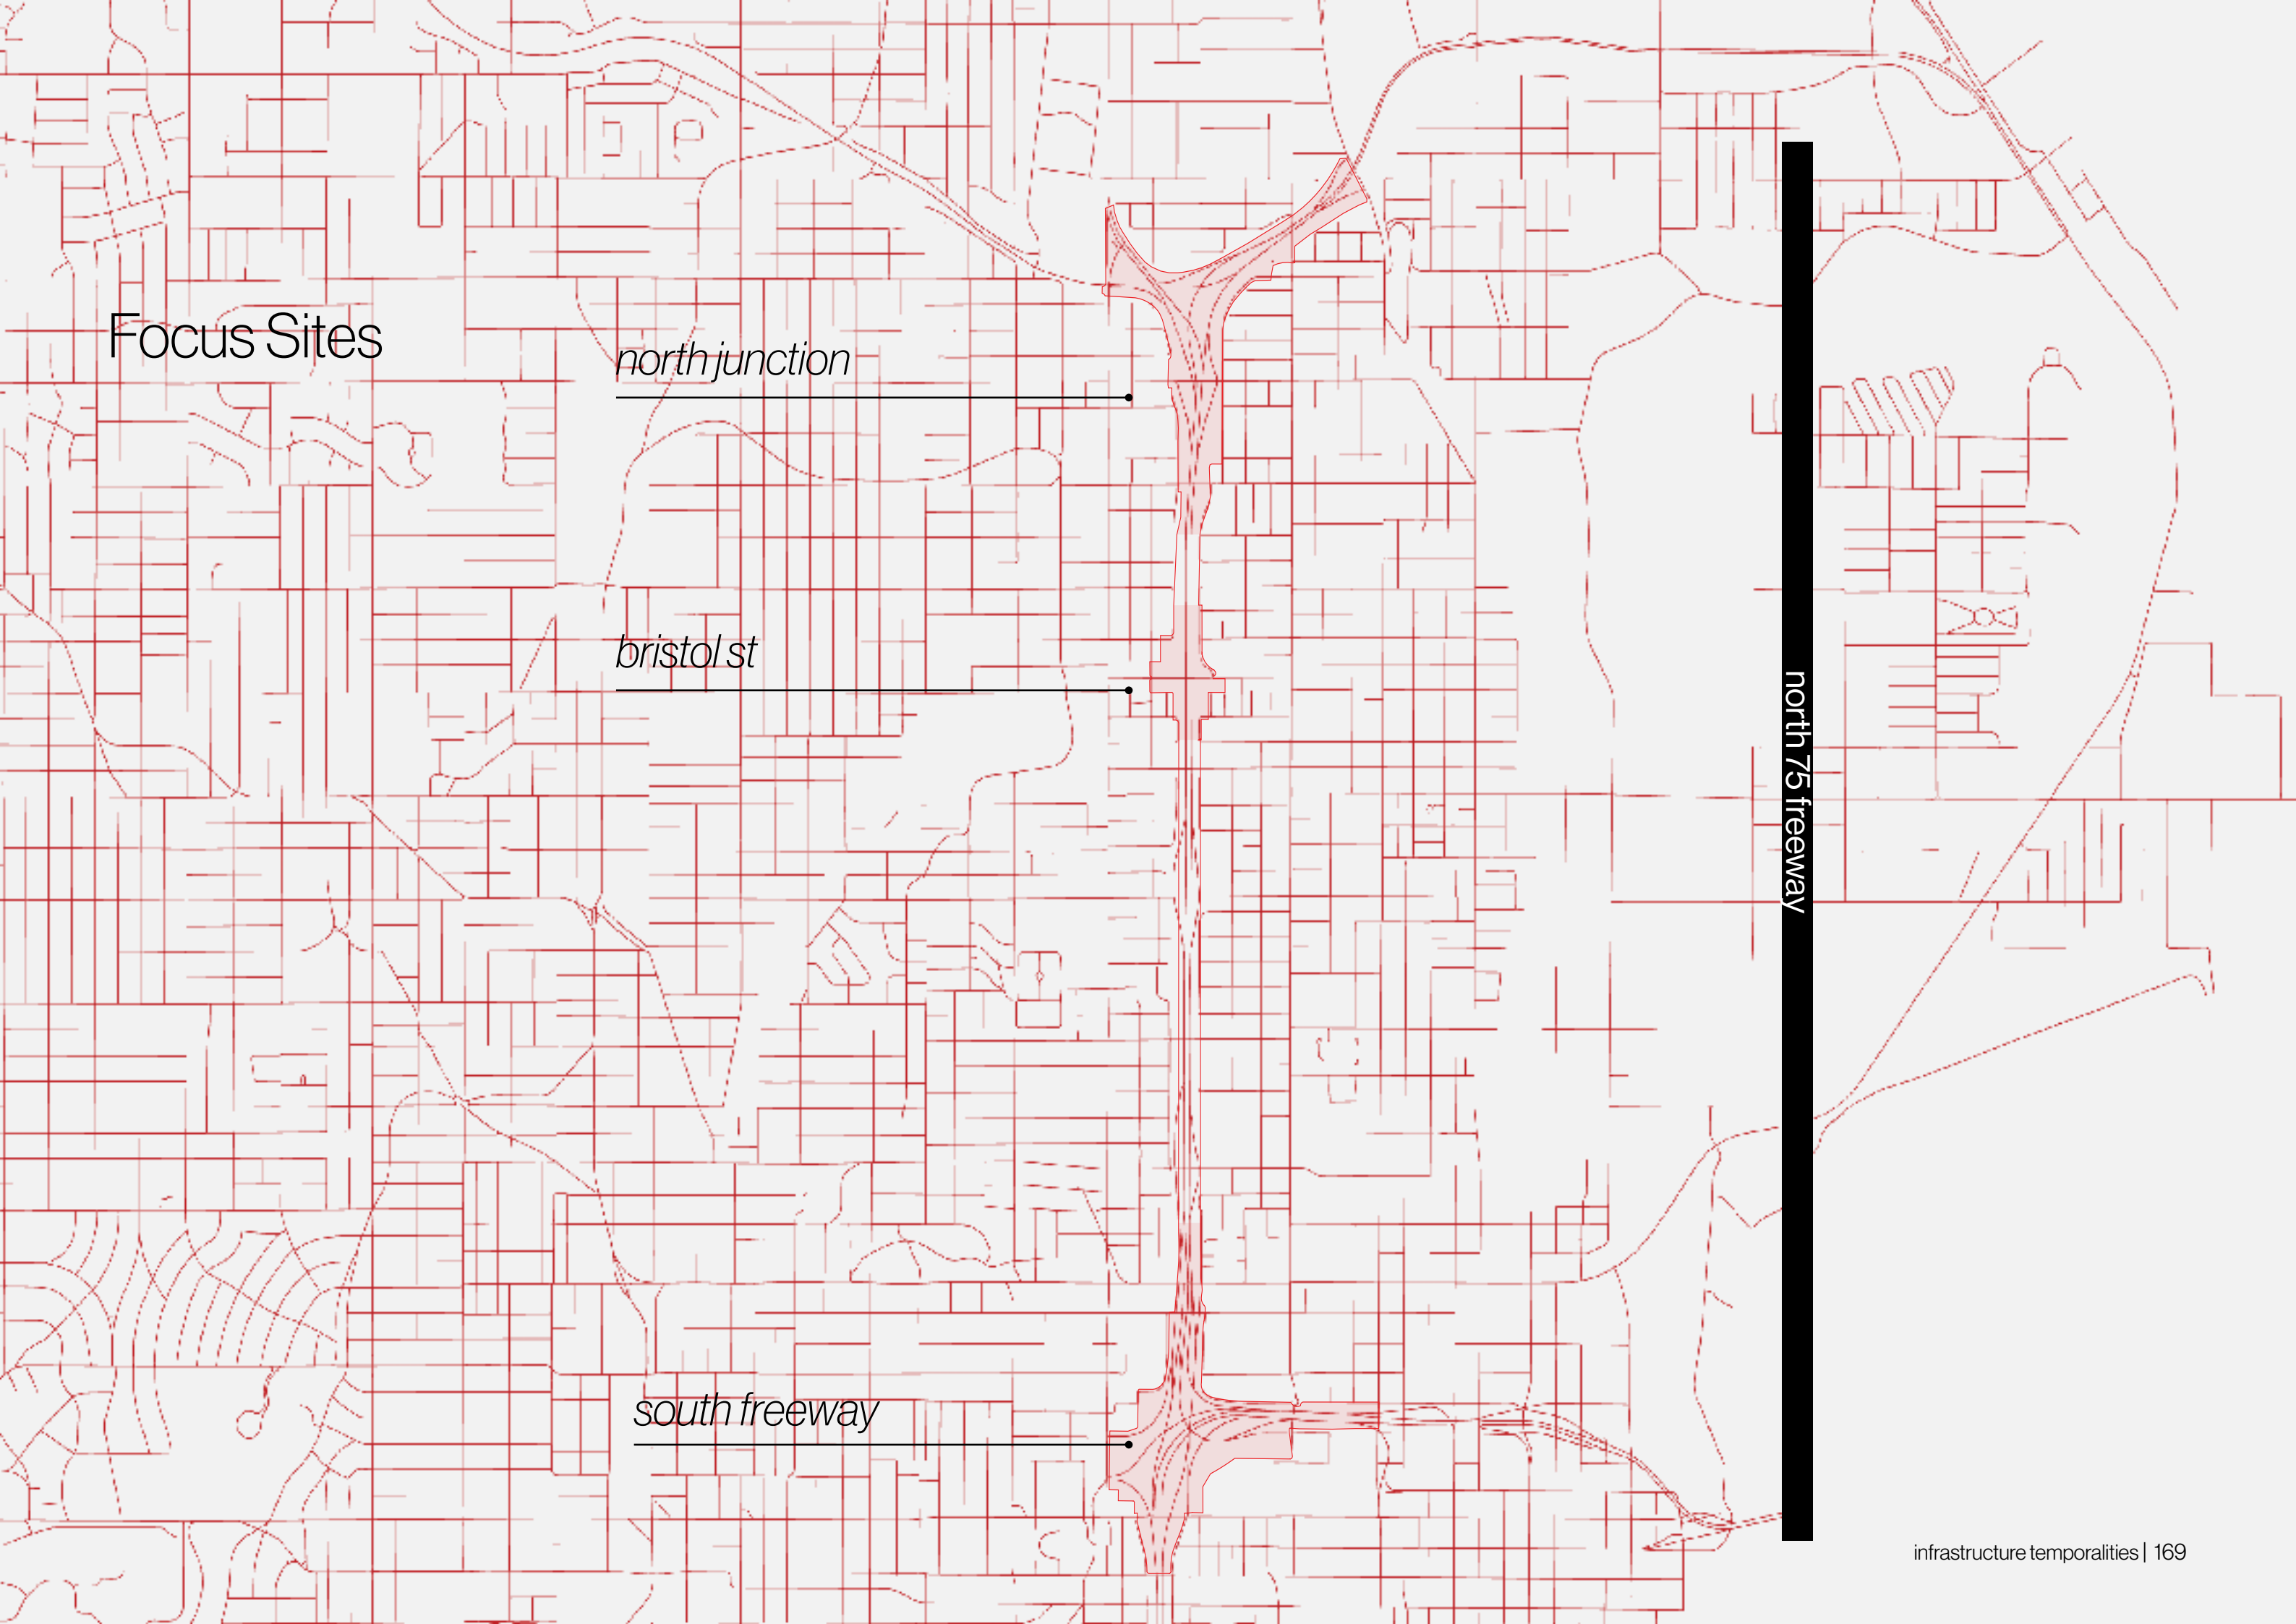 Focus Sites
north junction
bristol st
south freeway
north 75 freeway
infrastructure temporalities | 169